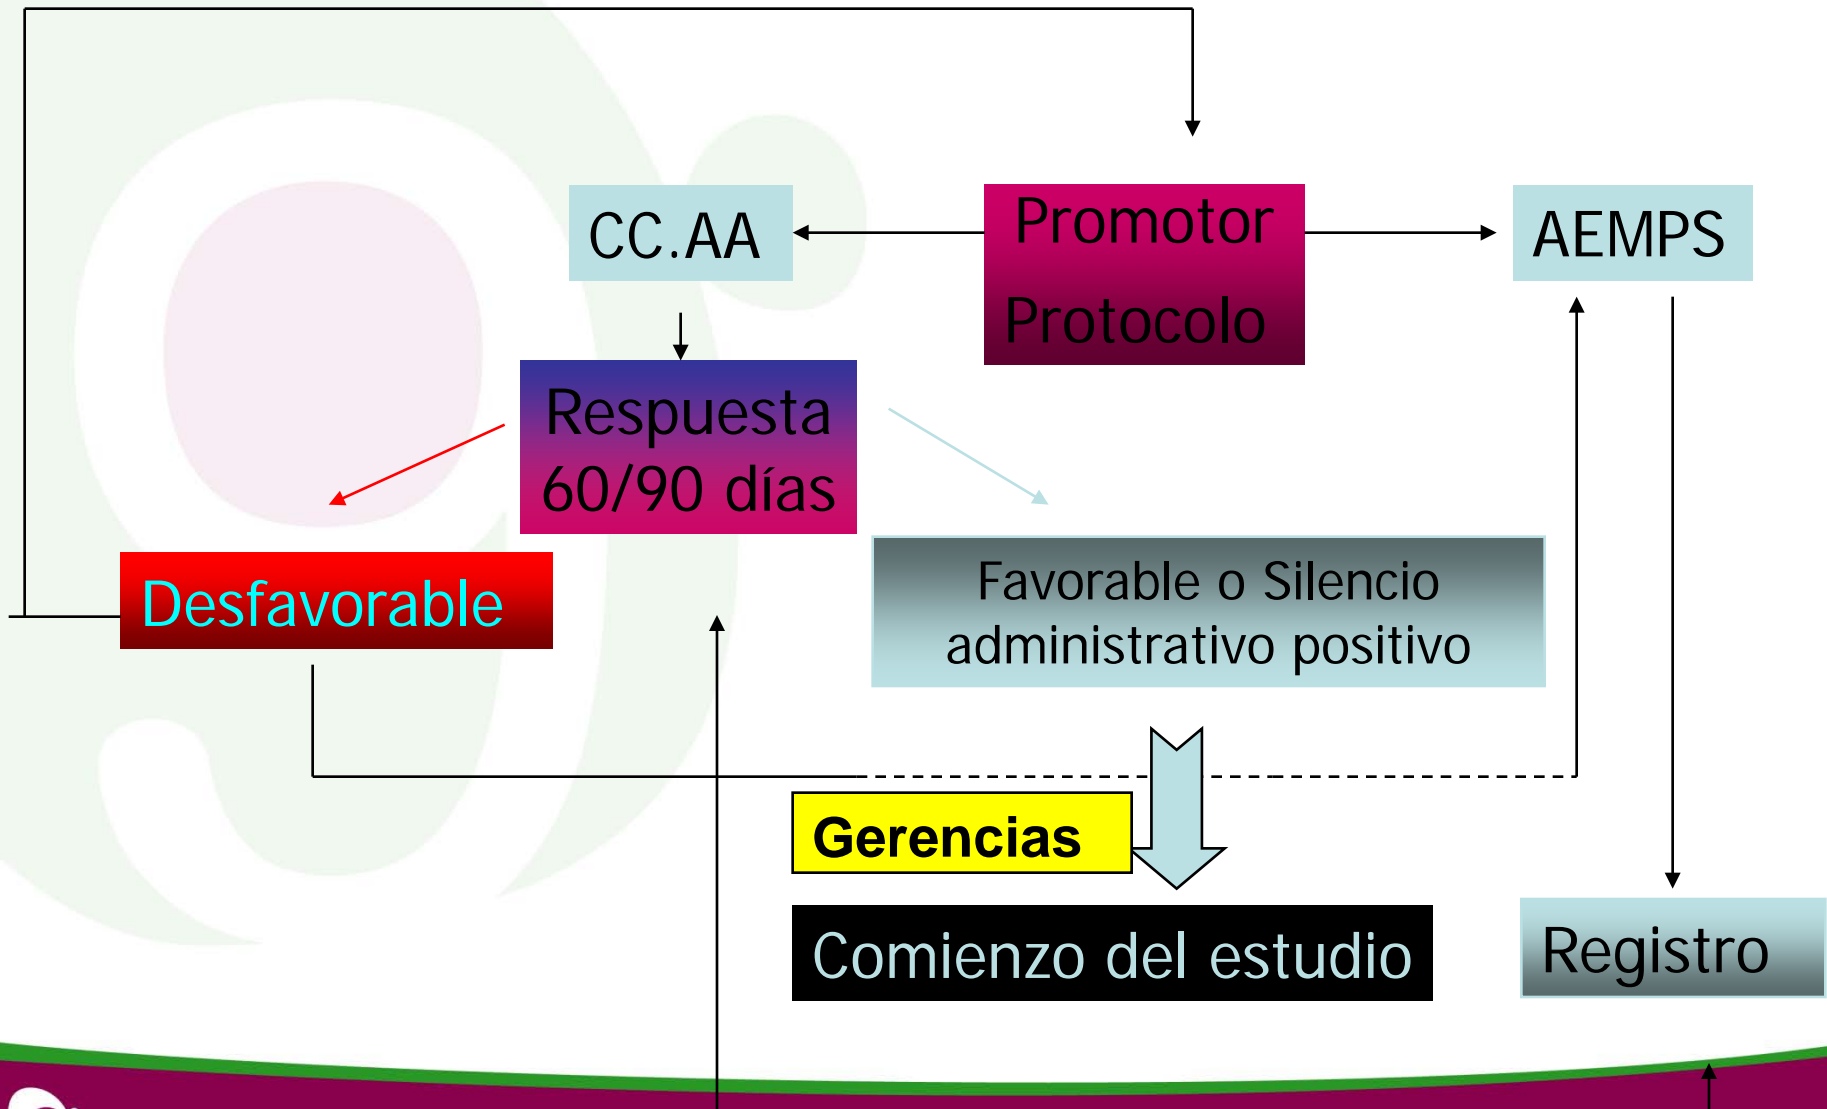 CC.AA
Promotor
Protocolo
AEMPS
Respuesta
60/90 días
Desfavorable
Favorable o Silencio
administrativo positivo
Gerencias
Comienzo del estudio
Registro